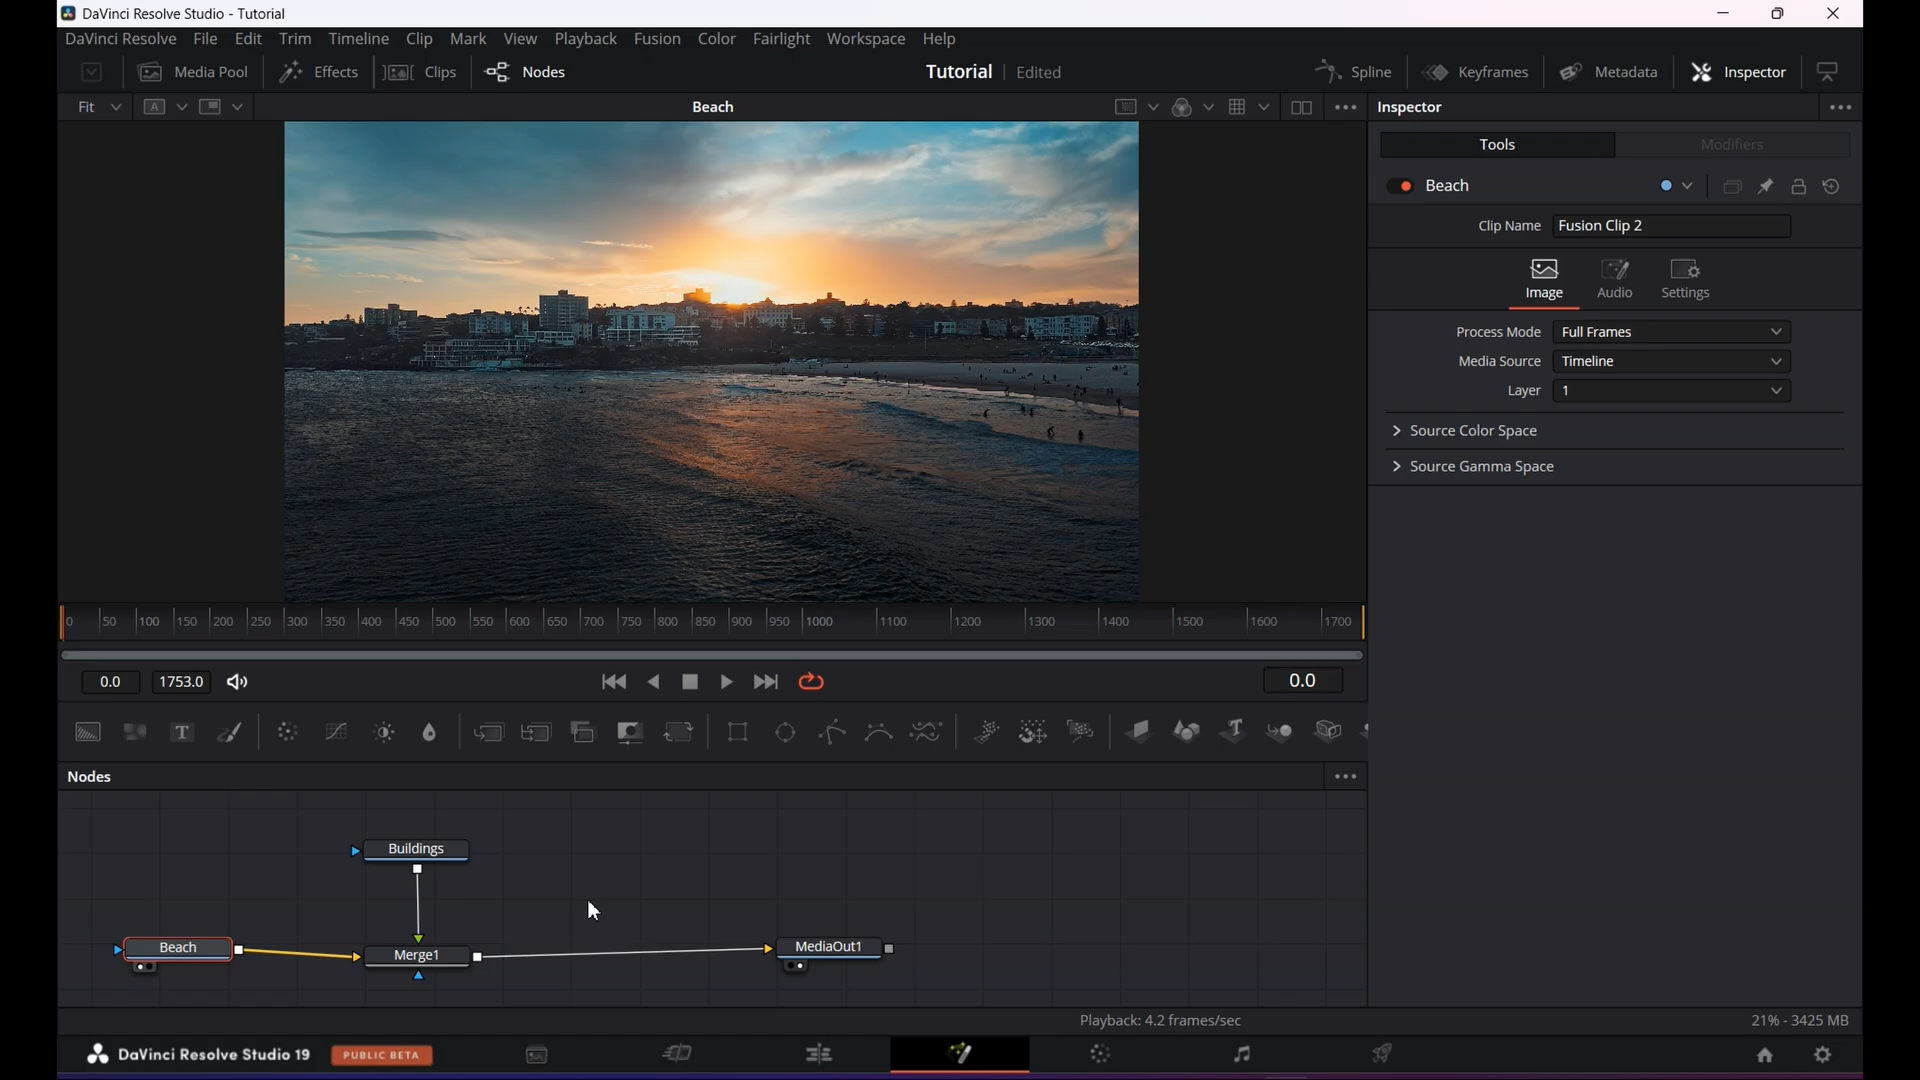 DaVinci Resolve Studio - Tutorial
DaVinci Resolve File Edit Trim Timeline Clip Mark View Playback Fusion Color Fairlight Workspace Help
Media Pool Effects Clips Nodes Tutorial Edited Spline Keyframes Metadata Inspector
Fit A Beach Inspector
Tools Modifiers
Beach
Clip Name Fusion Clip 2
Image Audio Settings
Process Mode Full Frames
Media Source Timeline
Layer 1
Source Color Space
Source Gamma Space
0 50 100 150 200 250 300 350 400 450 500 550 600 650 700 750 800 850 900 950 1000 1100 1200 1300 1400 1500 1600 1700
0.0 1753.0 0.0
T T
Nodes
Buildings
Beach Merge1 MediaOut1
Playback: 4.2 frames/sec 21% - 3425 MB
DaVinci Resolve Studio 19 PUBLIC BETA